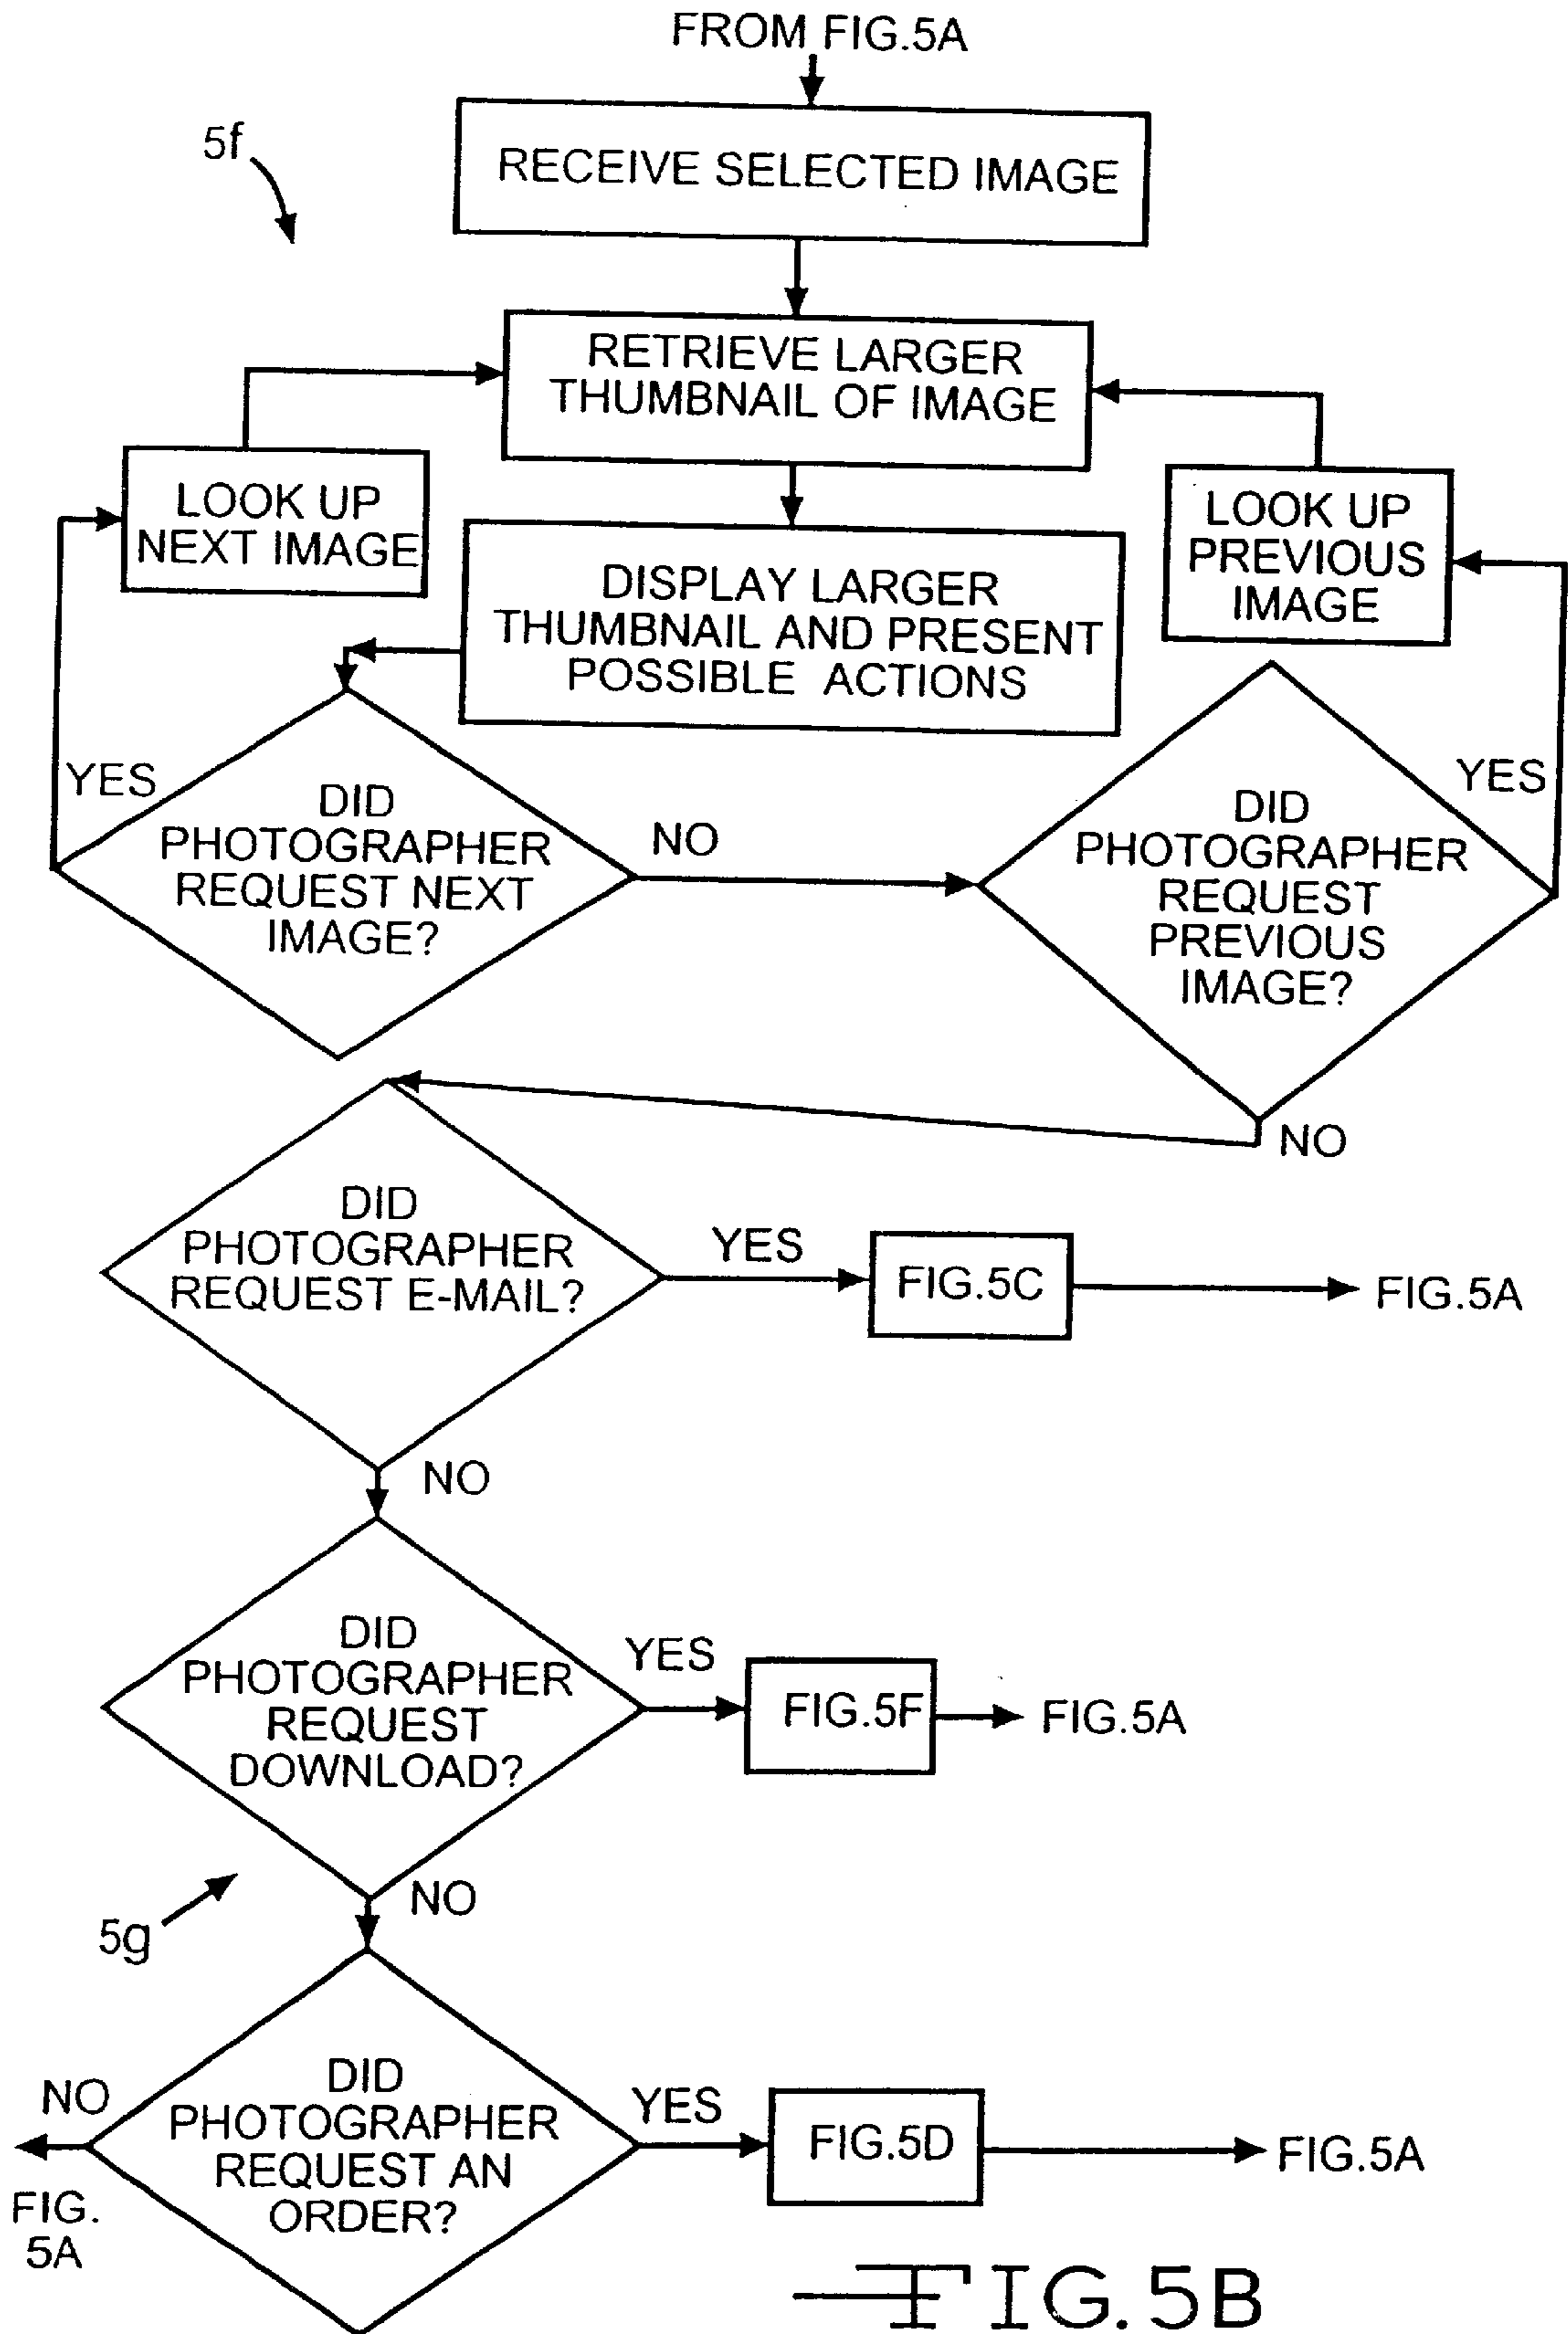 FROM FIG.5A
5f
RECEIVE SELECTED IMAGE
RETRIEVE LARGER
THUMBNAIL OF IMAGE
LOOK UP
NEXT IMAGE
LOOK UP
PREVIOUS
IMAGE
DISPLAY LARGER
THUMBNAIL AND PRESENT
POSSIBLE ACTIONS
YES
DID
PHOTOGRAPHER
REQUEST NEXT
IMAGE?
NO
DID
PHOTOGRAPHER
REQUEST
PREVIOUS
IMAGE?
YES
NO
DID
PHOTOGRAPHER
REQUEST E-MAIL?
YES
FIG.5C
FIG.5A
NO
DID
PHOTOGRAPHER
REQUEST
DOWNLOAD?
YES
FIG.5F
FIG.5A
5g
NO
DID
PHOTOGRAPHER
REQUEST AN
ORDER?
NO
FIG.
5A
YES
FIG.5D
FIG.5A
FIG.5B